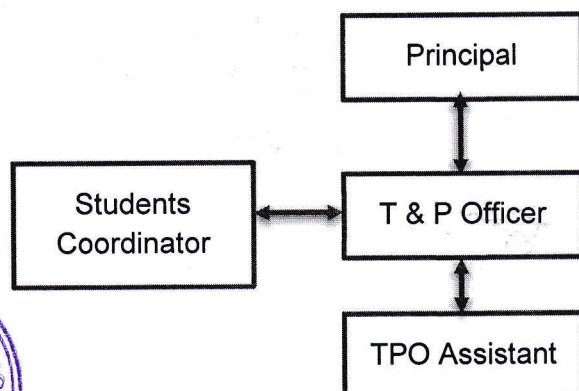 Principal
Students
Coordinator
T & P Officer
TPO Assistant